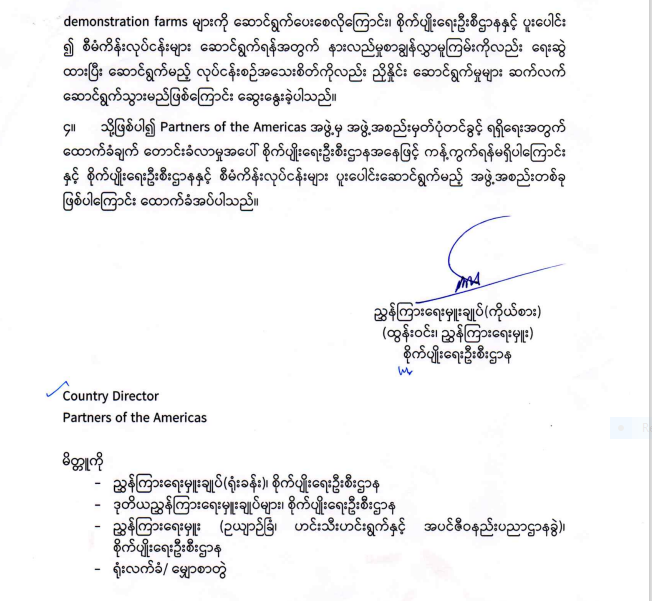 demonstration farms များကို ဆောင်ရွက်ပေးစေလိုကြောင်း၊ စိုက်ပျိုးရေးဦးစီးဌာနနှင့် ပူးပေါင်း
၍ စီမံကိန်းလုပ်ငန်းများ ဆောင်ရွက်ရန်အတွက် နားလည်မှုစာချွန်လွှာမူကြမ်းကိုလည်း ရေးဆွဲ
ထားပြီး ဆောင်ရွက်မည့် လုပ်ငန်းစဉ်အသေးစိတ်ကိုလည်း ညှိနှိုင်း ဆောင်ရွက်မှုများ ဆက်လက်
ဆောင်ရွက်သွားမည်ဖြစ်ကြောင်း ဆွေးနွေးခဲ့ပါသည်။
၄။ သို့ဖြစ်ပါ၍ Partners of the Americas အဖွဲ့မှ အဖွဲ့အစည်းမှတ်ပုံတင်ခွင့် ရရှိရေးအတွက်
ထောက်ခံချက် တောင်းခံလာမှုအပေါ် စိုက်ပျိုးရေးဦးစီးဌာနအနေဖြင့် ကန့်ကွက်ရန်မရှိပါကြောင်း
နှင့် စိုက်ပျိုးရေးဦးစီးဌာနနှင့် စီမံကိန်းလုပ်ငန်းများ ပူးပေါင်းဆောင်ရွက်မည့် အဖွဲ့အစည်းတစ်ခု
ဖြစ်ပါကြောင်း ထောက်ခံအပ်ပါသည်။
ညွှန်ကြားရေးမှူးချုပ်(ကိုယ်စား)
(ထွန်းဝင်း၊ ညွှန်ကြားရေးမှူး)
စိုက်ပျိုးရေးဦးစီးဌာန
Country Director
Partners of the Americas
မိတ္တူကို
- ညွှန်ကြားရေးမှူးချုပ်(ရုံးခန်း)၊ စိုက်ပျိုးရေးဦးစီးဌာန
- ဒုတိယညွှန်ကြားရေးမှူးချုပ်များ၊ စိုက်ပျိုးရေးဦးစီးဌာန
- ညွှန်ကြားရေးမှူး (ဥယျာဉ်ခြံ၊ ဟင်းသီးဟင်းရွက်နှင့် အပင်ဇီဝနည်းပညာဌာနခွဲ)၊
စိုက်ပျိုးရေးဦးစီးဌာန
- ရုံးလက်ခံ/ မျှောစာတွဲ